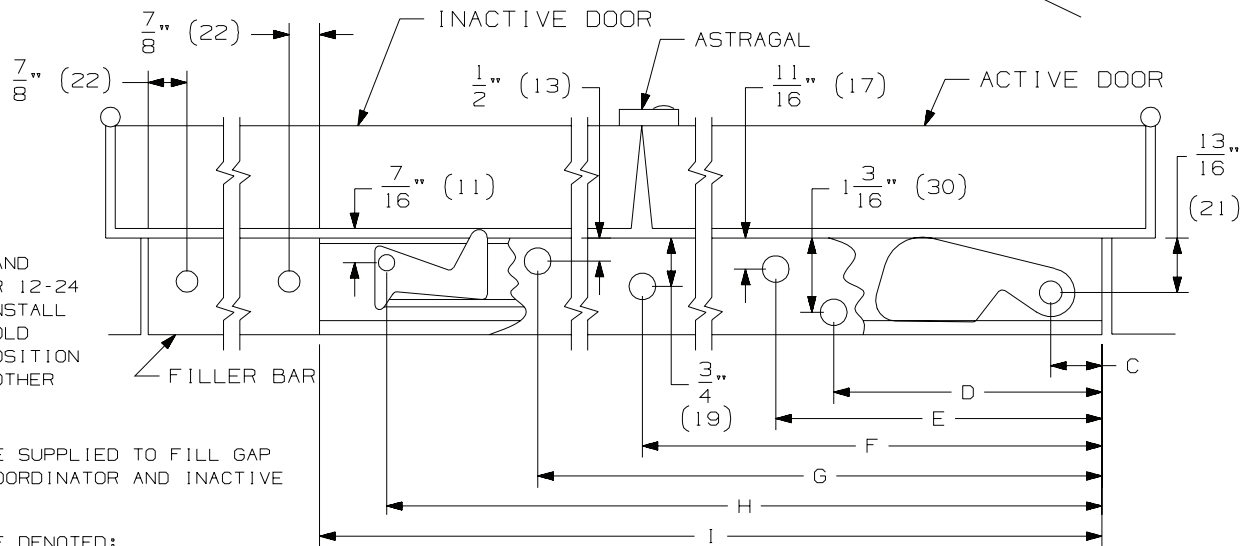 INACTIVE DOOR
7/8" (22)
ASTRAGAL
7/8" (22)
1/2" (13)
11/16" (17)
ACTIVE DOOR
13/16" (21)
7/16" (11)
1 3/16" (30)
AND
12-24
NSTALL
OLD
OSITION
OTHER
FILLER BAR
3/4" (19)
C
D
E
F
G
H
I
E SUPPLIED TO FILL GAP
OORDINATOR AND INACTIVE
E DENOTED: